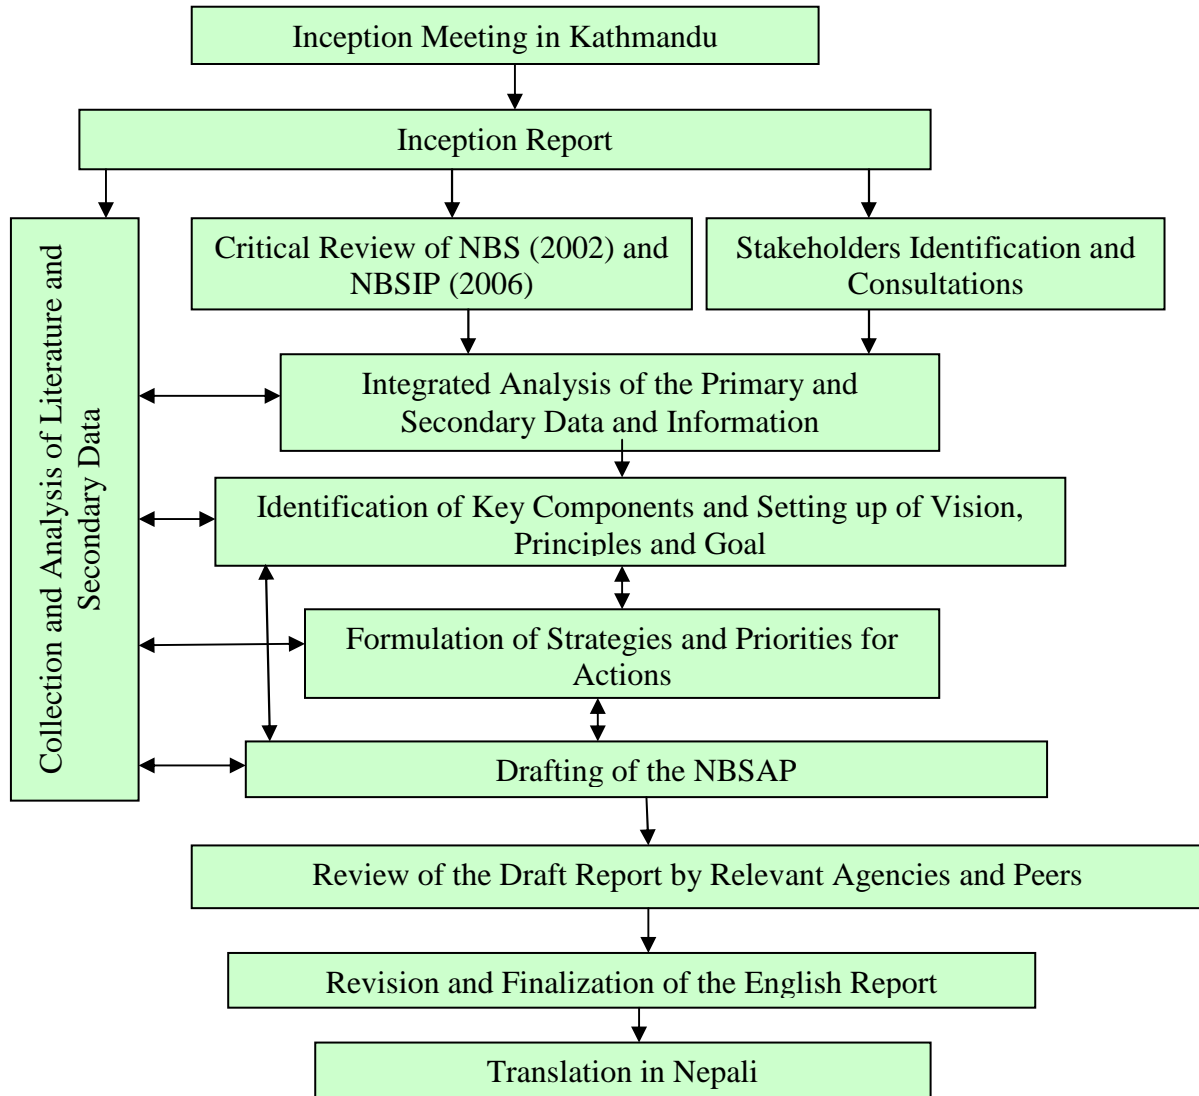 Inception Meeting in Kathmandu
Inception Report
Collection and Analysis of Literature and
Secondary Data
Critical Review of NBS (2002) and
NBSIP (2006)
Stakeholders Identification and
Consultations
Integrated Analysis of the Primary and
Secondary Data and Information
Identification of Key Components and Setting up of Vision,
Principles and Goal
Formulation of Strategies and Priorities for
Actions
Drafting of the NBSAP
Review of the Draft Report by Relevant Agencies and Peers
Revision and Finalization of the English Report
Translation in Nepali